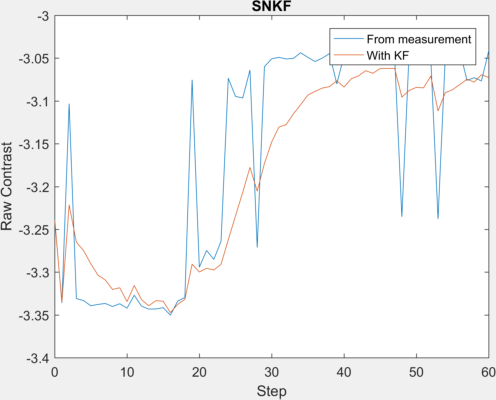 SNKF
From measurement
With KF
Raw Contrast
-3
-3.05
-3.1
-3.15
-3.2
-3.25
-3.3
-3.35
-3.4
0 10 20 30 40 50 60
Step